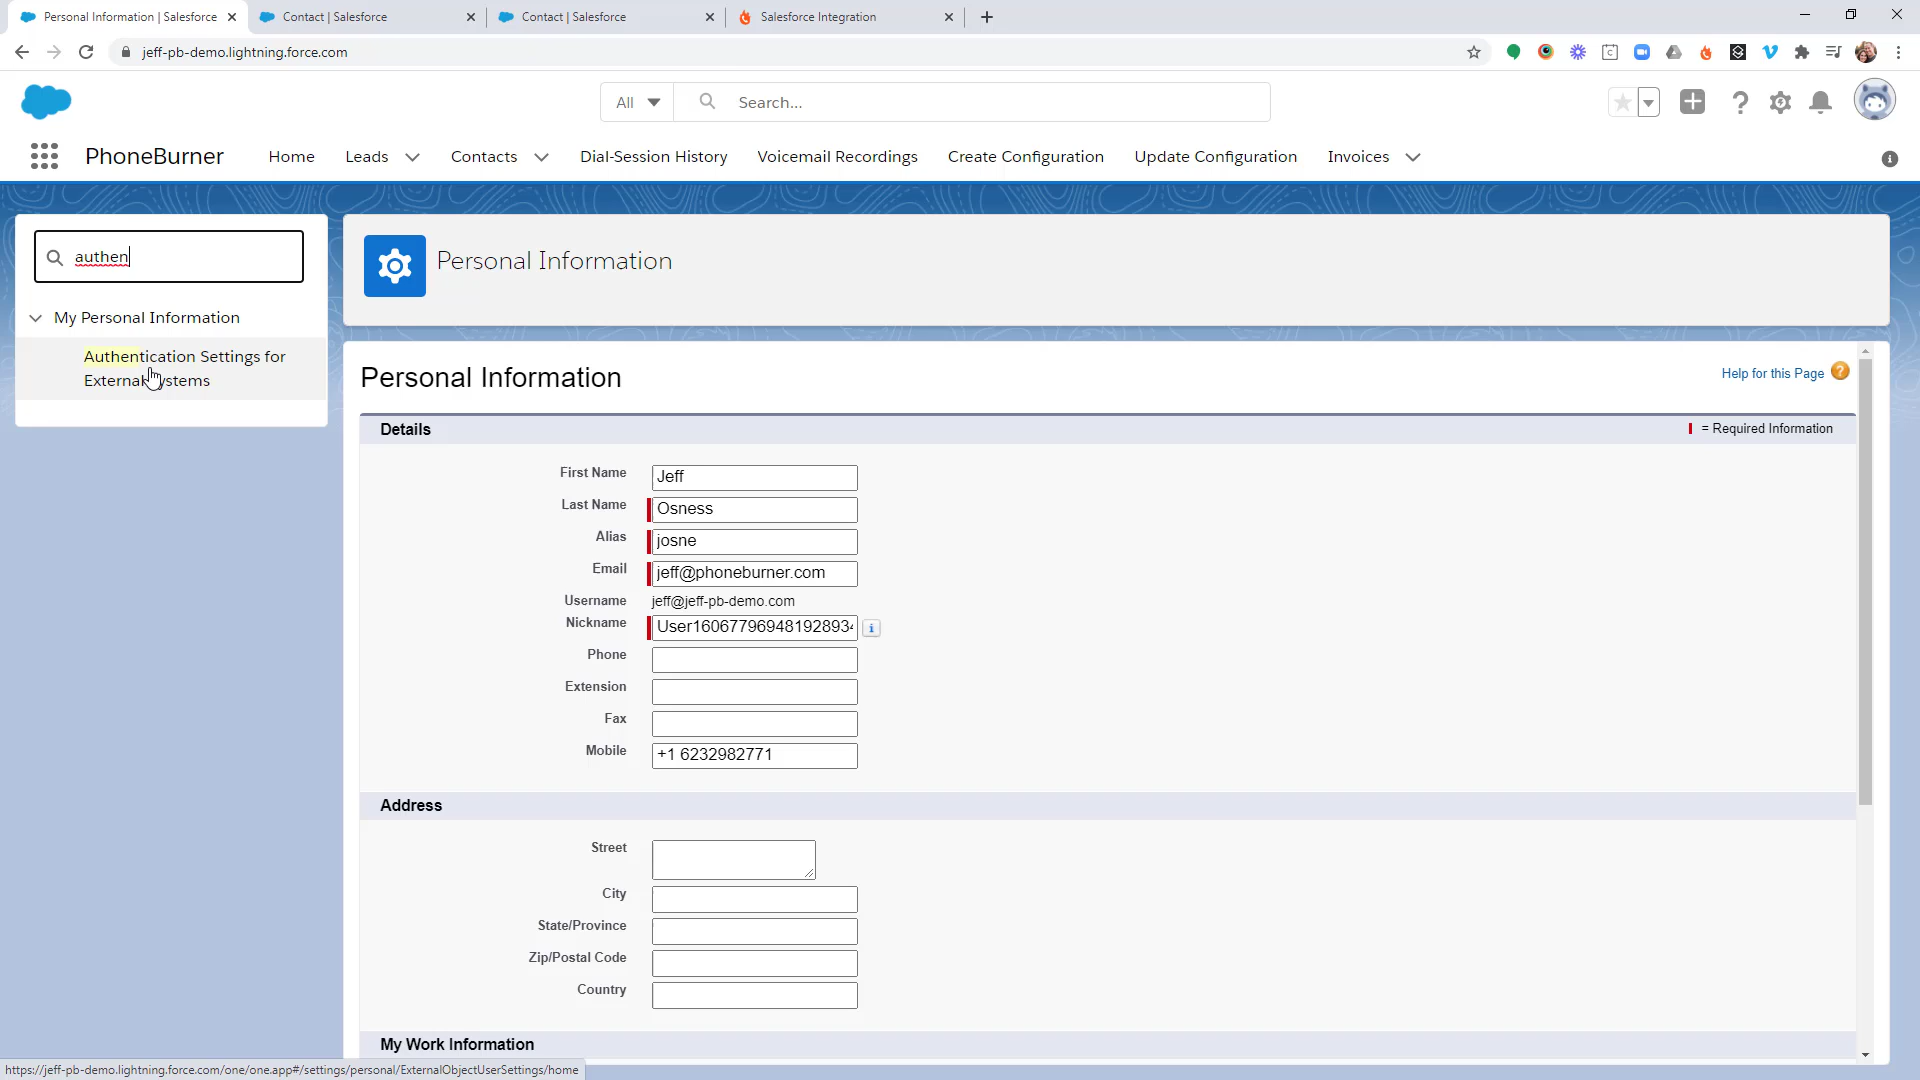 Personal Information | Salesforce
Contact | Salesforce
Contact | Salesforce
Salesforce Integration
jeff-pb-demo.lightning.force.com
All
Search...
PhoneBurner
Home
Leads
Contacts
Dial-Session History
Voicemail Recordings
Create Configuration
Update Configuration
Invoices
authen
My Personal Information
Authentication Settings for
External Systems
Personal Information
Personal Information
Help for this Page
Details
= Required Information
First Name
Jeff
Last Name
Osness
Alias
josne
Email
jeff@phoneburner.com
Username
jeff@jeff-pb-demo.com
Nickname
User160677969481928934
Phone
Extension
Fax
Mobile
+1 6232982771
Address
Street
City
State/Province
Zip/Postal Code
Country
My Work Information
https://jeff-pb-demo.lightning.force.com/one/one.app#/settings/personal/ExternalObjectUserSettings/home